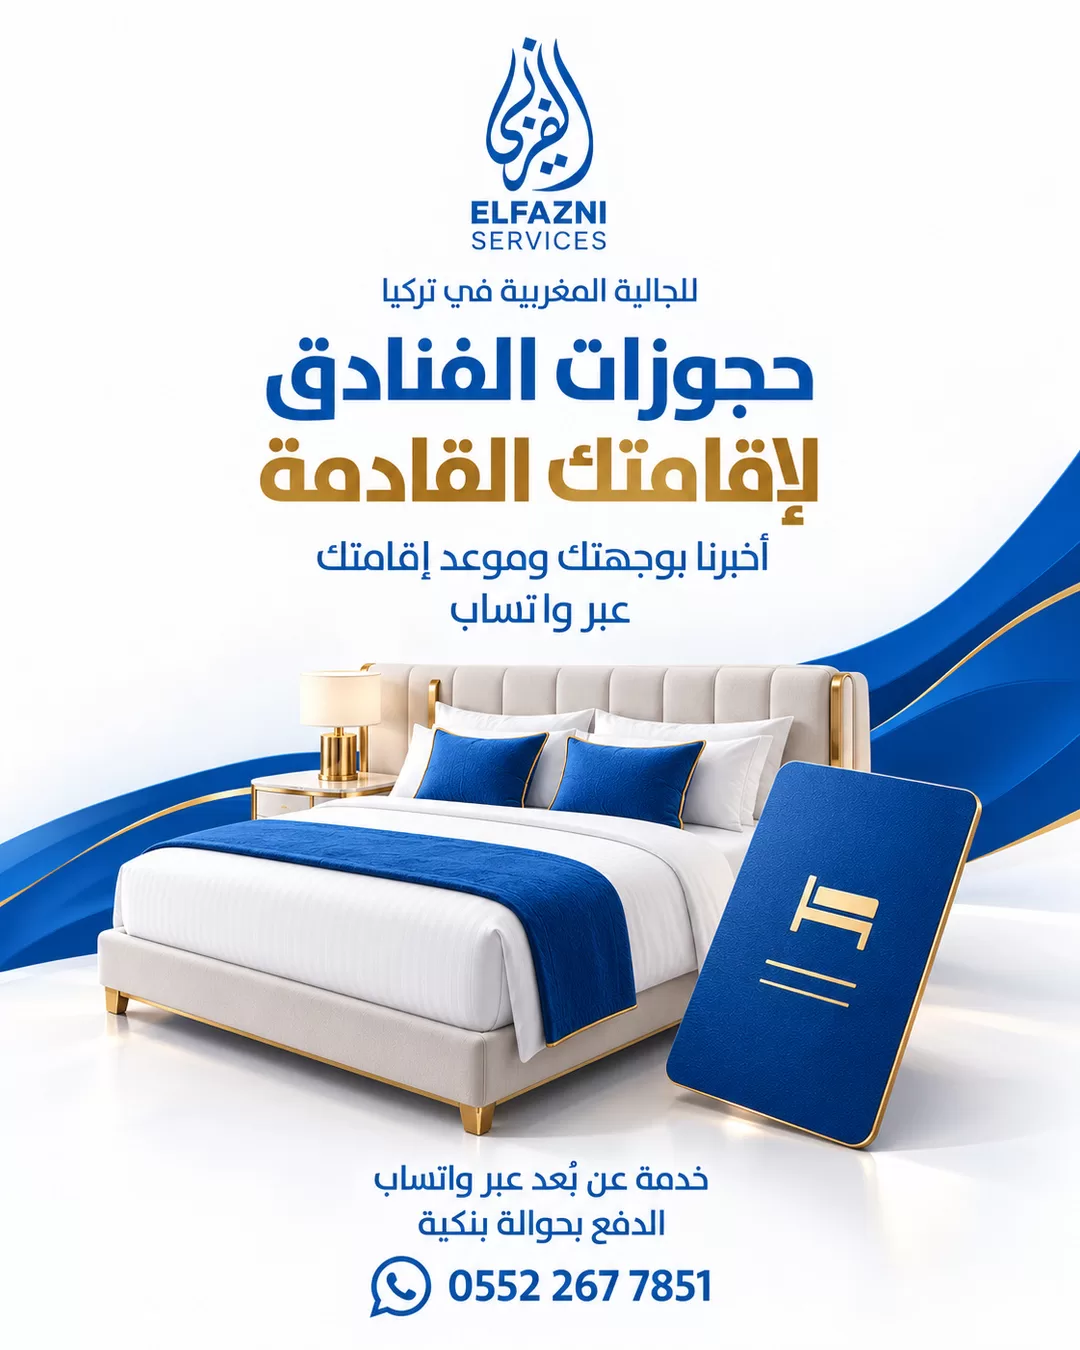 الفزني
ELFAZNI
SERVICES
للجالية المغربية في تركيا
حجوزات الفنادق
لإقامتك القادمة
أخبرنا بوجهتك وموعد إقامتك
عبر واتساب
خدمة عن بُعد عبر واتساب
الدفع بحوالة بنكية
0552 267 7851